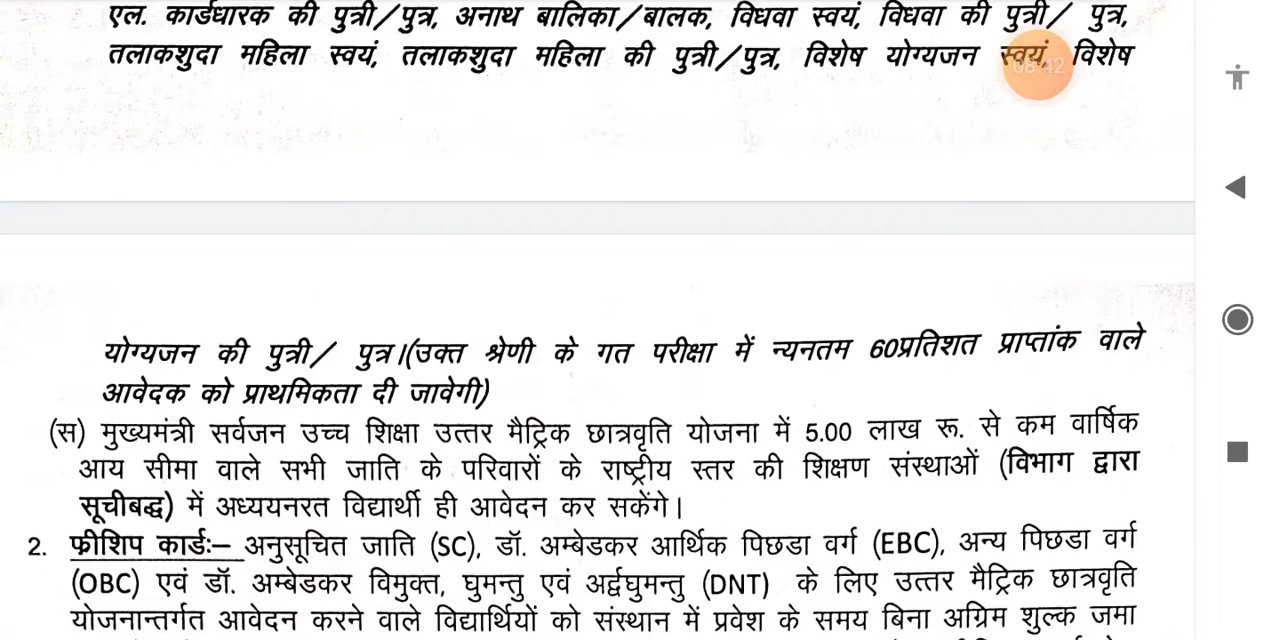 एल. कार्डधारक की पुत्री/पुत्र, अनाथ बालिका/बालक, विधवा स्वयं, विधवा की पुत्री/ पुत्र,
तलाकशुदा महिला स्वयं, तलाकशुदा महिला की पुत्री/पुत्र, विशेष योग्यजन स्वयं, विशेष
08:42
योग्यजन की पुत्री/ पुत्र।(उक्त श्रेणी के गत परीक्षा में न्यनतम 60प्रतिशत प्राप्तांक वाले
आवेदक को प्राथमिकता दी जावेगी)
(स) मुख्यमंत्री सर्वजन उच्च शिक्षा उत्तर मैट्रिक छात्रवृति योजना में 5.00 लाख रू. से कम वार्षिक
आय सीमा वाले सभी जाति के परिवारों के राष्ट्रीय स्तर की शिक्षण संस्थाओं (विभाग द्वारा
सूचीबद्ध) में अध्ययनरत विद्यार्थी ही आवेदन कर सकेंगे।
2. फीशिप कार्डः– अनुसूचित जाति (SC), डॉ. अम्बेडकर आर्थिक पिछडा वर्ग (EBC), अन्य पिछडा वर्ग
(OBC) एवं डॉ. अम्बेडकर विमुक्त, घुमन्तु एवं अर्द्वघुमन्तु (DNT) के लिए उत्तर मैट्रिक छात्रवृति
योजनान्तर्गत आवेदन करने वाले विद्यार्थियों को संस्थान में प्रवेश के समय बिना अग्रिम शुल्क जमा